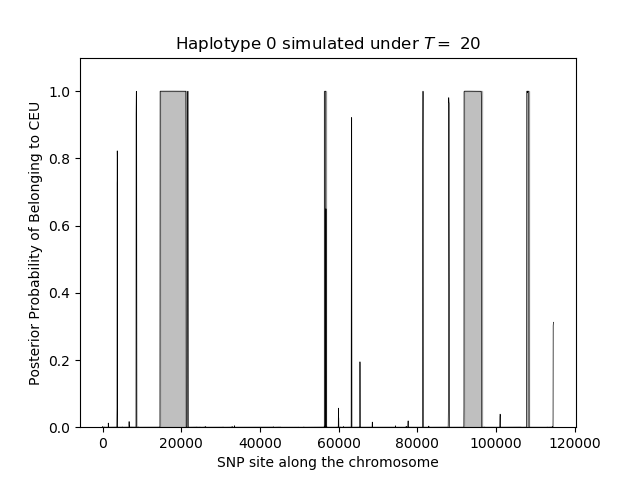 Haplotype 0 simulated under T = 20
Posterior Probability of Belonging to CEU
1.0
0.8
0.6
0.4
0.2
0.0
0 20000 40000 60000 80000 100000 120000
SNP site along the chromosome